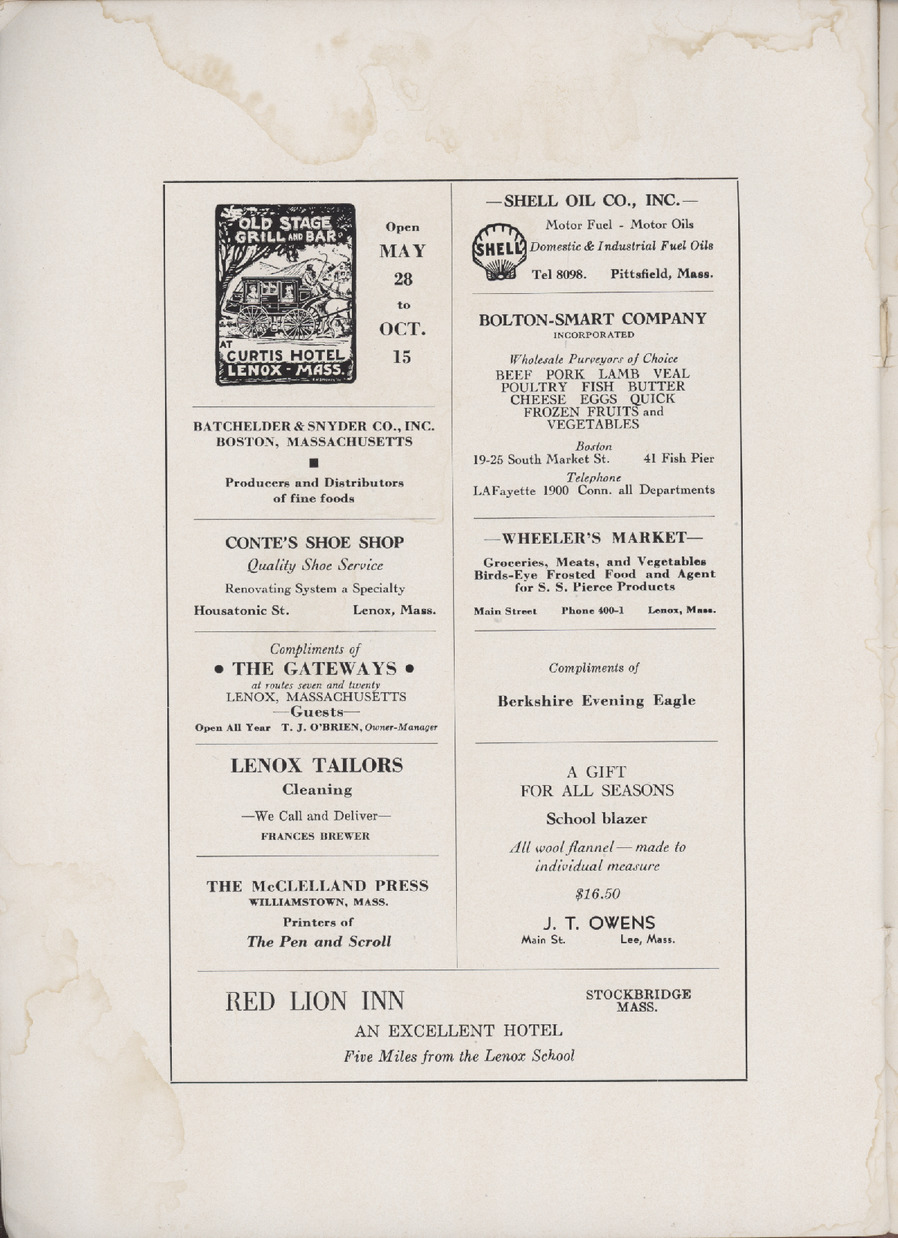 OLD STAGE
GRILL AND BAR
AT
CURTIS HOTEL
LENOX - MASS.
Open
MAY
28
to
OCT.
15
BATCHELDER & SNYDER CO., INC.
BOSTON, MASSACHUSETTS
Producers and Distributors
of fine foods
CONTE'S SHOE SHOP
Quality Shoe Service
Renovating System a Specialty
Housatonic St. Lenox, Mass.
Compliments of
• THE GATEWAYS •
at routes seven and twenty
LENOX, MASSACHUSETTS
—Guests—
Open All Year T. J. O'BRIEN, Owner-Manager
LENOX TAILORS
Cleaning
—We Call and Deliver—
FRANCES BREWER
THE McCLELLAND PRESS
WILLIAMSTOWN, MASS.
Printers of
The Pen and Scroll
—SHELL OIL CO., INC.—
Motor Fuel - Motor Oils
SHELL
Domestic & Industrial Fuel Oils
Tel 8098. Pittsfield, Mass.
BOLTON-SMART COMPANY
INCORPORATED
Wholesale Purveyors of Choice
BEEF PORK LAMB VEAL
POULTRY FISH BUTTER
CHEESE EGGS QUICK
FROZEN FRUITS and
VEGETABLES
Boston
19-25 South Market St. 41 Fish Pier
Telephone
LAFayette 1900 Conn. all Departments
—WHEELER'S MARKET—
Groceries, Meats, and Vegetables
Birds-Eye Frosted Food and Agent
for S. S. Pierce Products
Main Street Phone 400-1 Lenox, Mass.
Compliments of
Berkshire Evening Eagle
A GIFT
FOR ALL SEASONS
School blazer
All wool flannel—made to
individual measure
$16.50
J. T. OWENS
Main St. Lee, Mass.
RED LION INN STOCKBRIDGE
MASS.
AN EXCELLENT HOTEL
Five Miles from the Lenox School